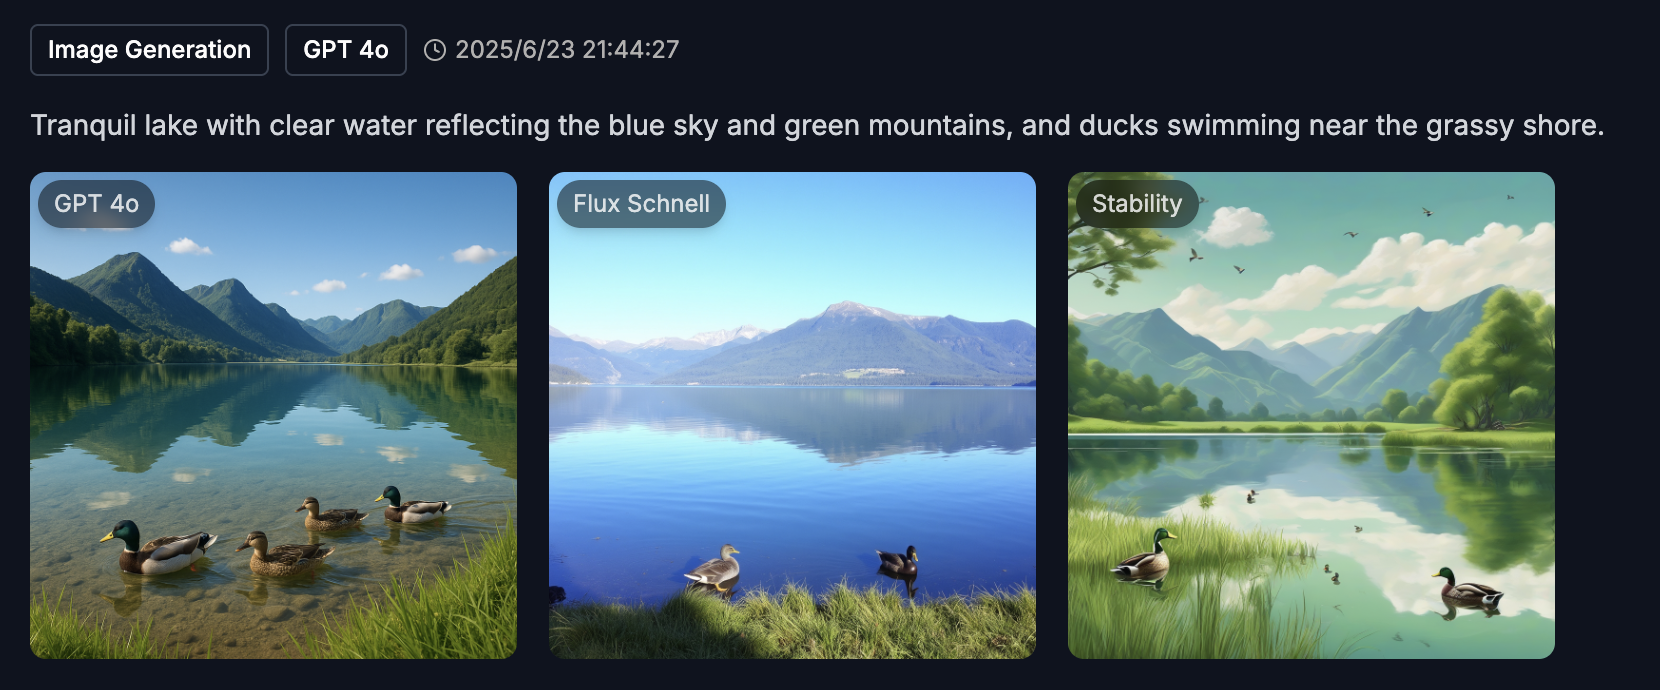 Image Generation GPT 4o 2025/6/23 21:44:27
Tranquil lake with clear water reflecting the blue sky and green mountains, and ducks swimming near the grassy shore.
GPT 4o
Flux Schnell
Stability